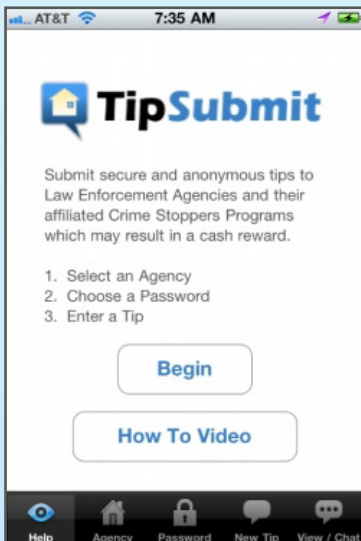 AT&T 7:35 AM
TipSubmit
Submit secure and anonymous tips to
Law Enforcement Agencies and their
affiliated Crime Stoppers Programs
which may result in a cash reward.
1. Select an Agency
2. Choose a Password
3. Enter a Tip
Begin
How To Video
Help Agency Password New Tip View / Chat